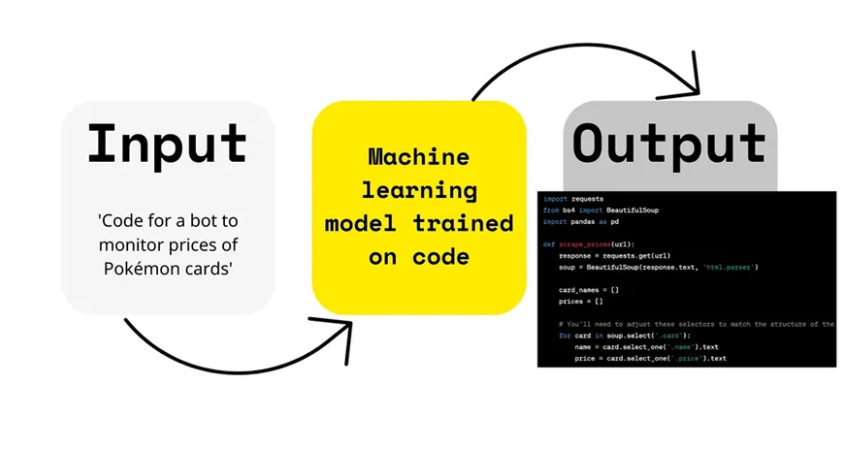 Input
'Code for a bot to
monitor prices of
Pokémon cards'
Machine
learning
model trained
on code
Output
import requests
from bs4 import BeautifulSoup
import pandas as pd
def scrape_prices(url):
response = requests.get(url)
soup = BeautifulSoup(response.text, 'html.parser')
card_names = []
prices = []
# You'll need to adjust these selectors to match the structure of the
for card in soup.select('.card'):
name = card.select_one('.name').text
price = card.select_one('.price').text